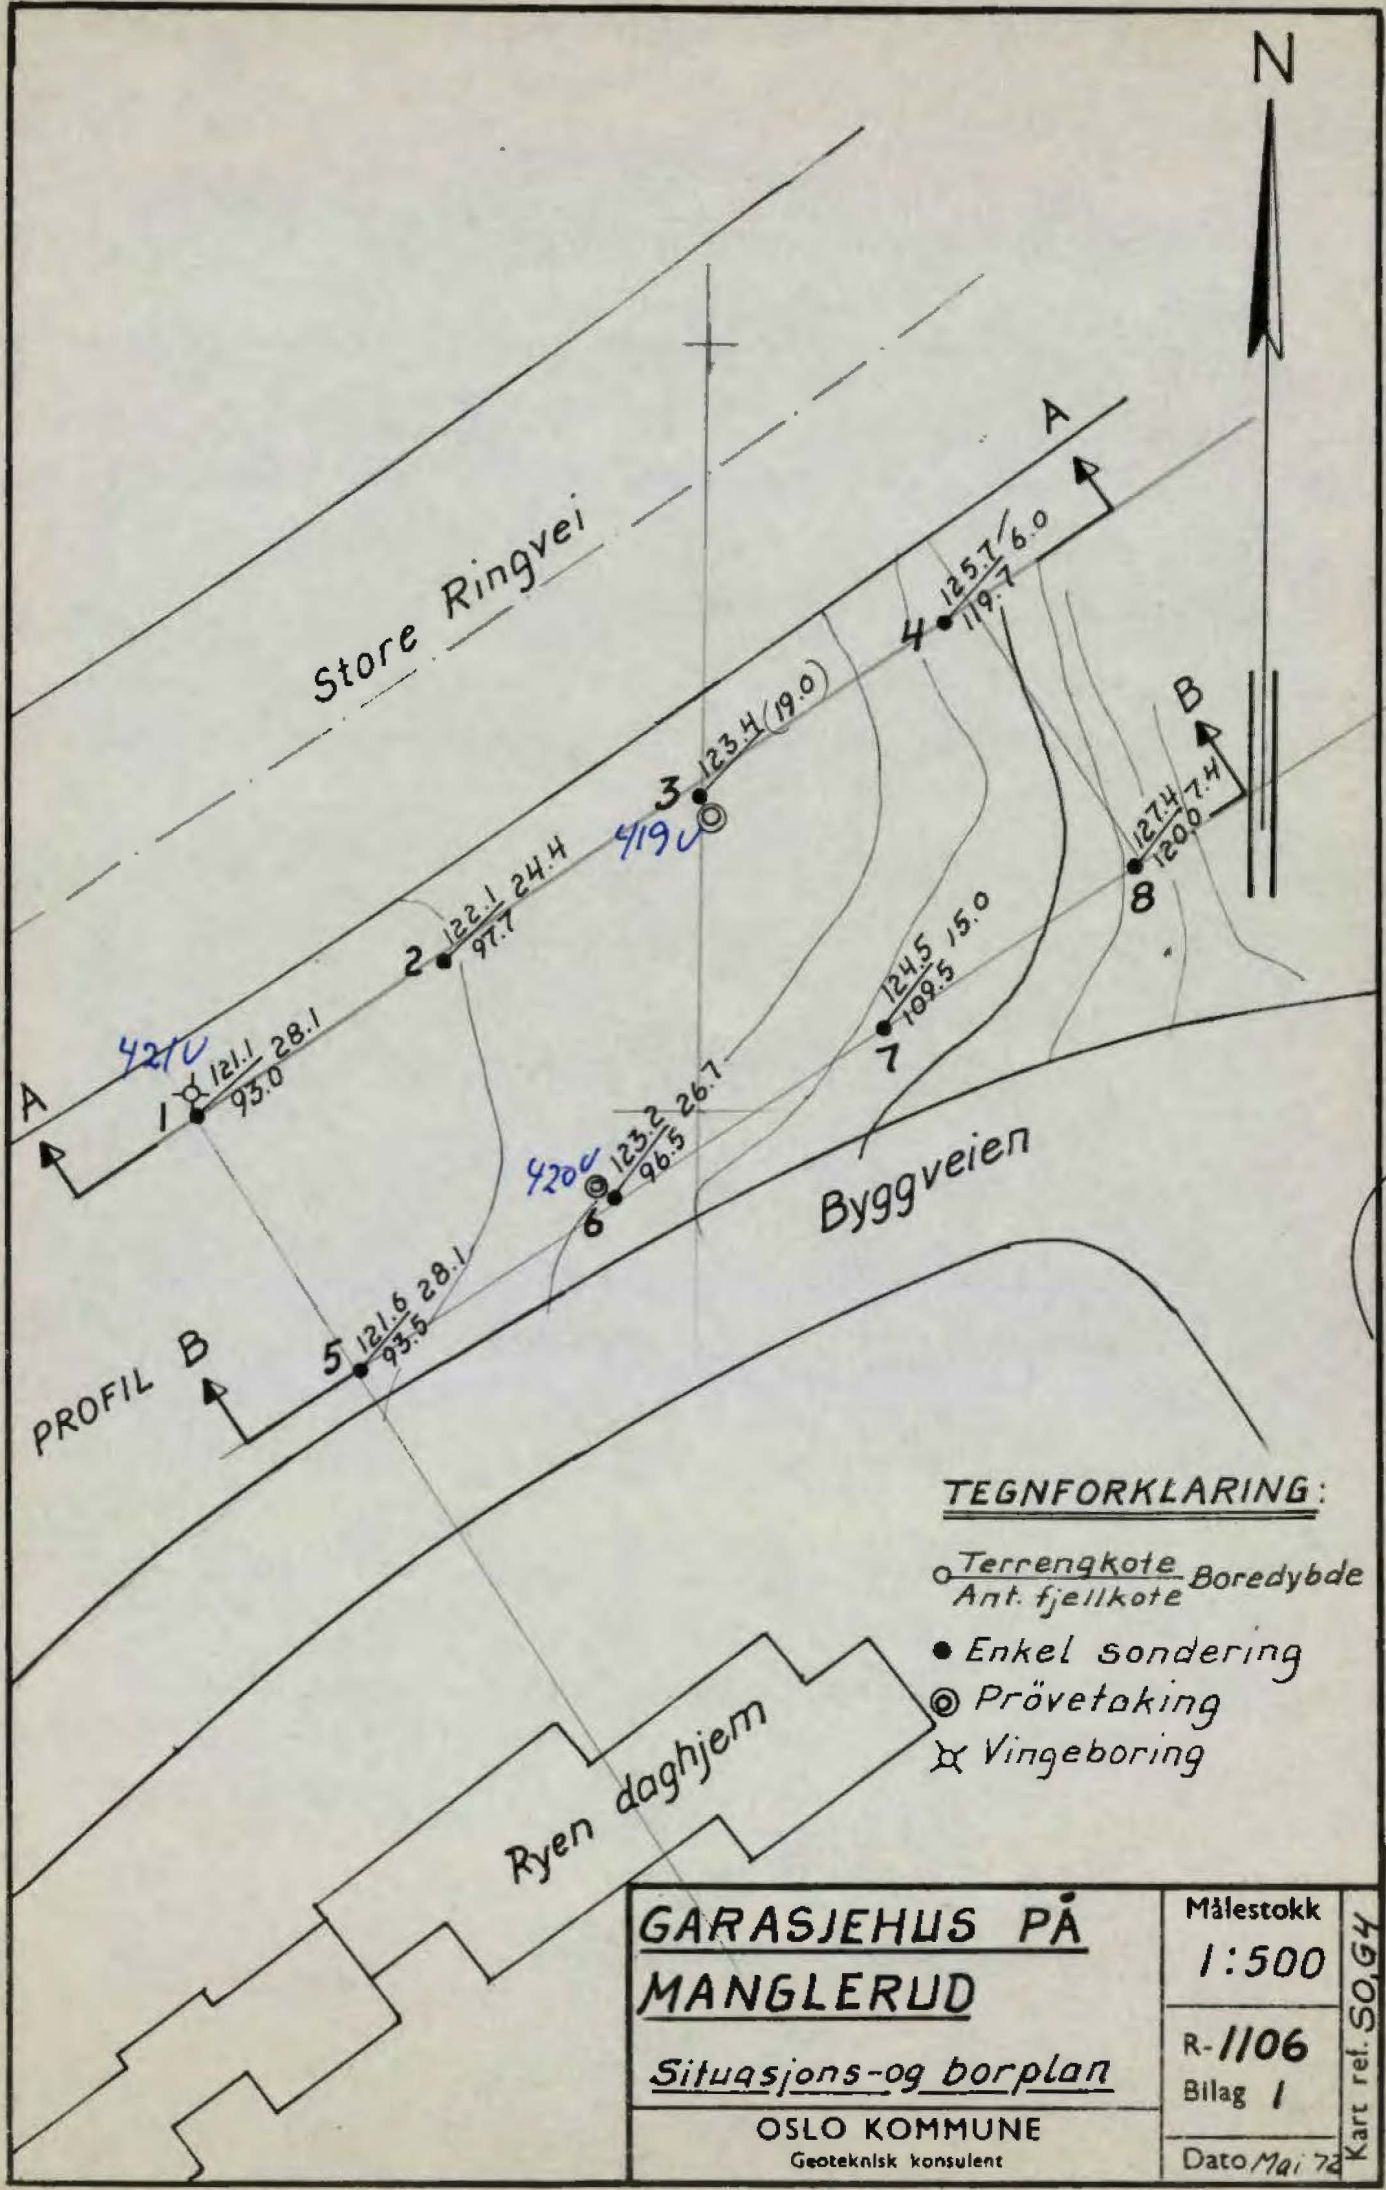 N
A
Store Ringvei
125.7 6.0
119.7
4
B
123.4 (19.0)
3
419 U
127.4 7.4
120.0
8
122.1 24.4
97.7
2
124.5 15.0
109.5
7
421 U
121.1 28.1
93.0
1
A
123.2 26.7
96.5
420 U
6
Byggveien
121.6 28.1
93.5
5
PROFIL B
TEGNFORKLARING:
Terrengkote Boredybde
Ant. fjellkote
Enkel sondering
Prövetaking
Vingeboring
Ryen daghjem
GARASJEHUS PÅ
MANGLERUD
Situasjons-og borplan
OSLO KOMMUNE
Geoteknisk konsulent
Målestokk
1:500
R-1106
Bilag 1
Dato Mai 72
Kart ref. SO,G4